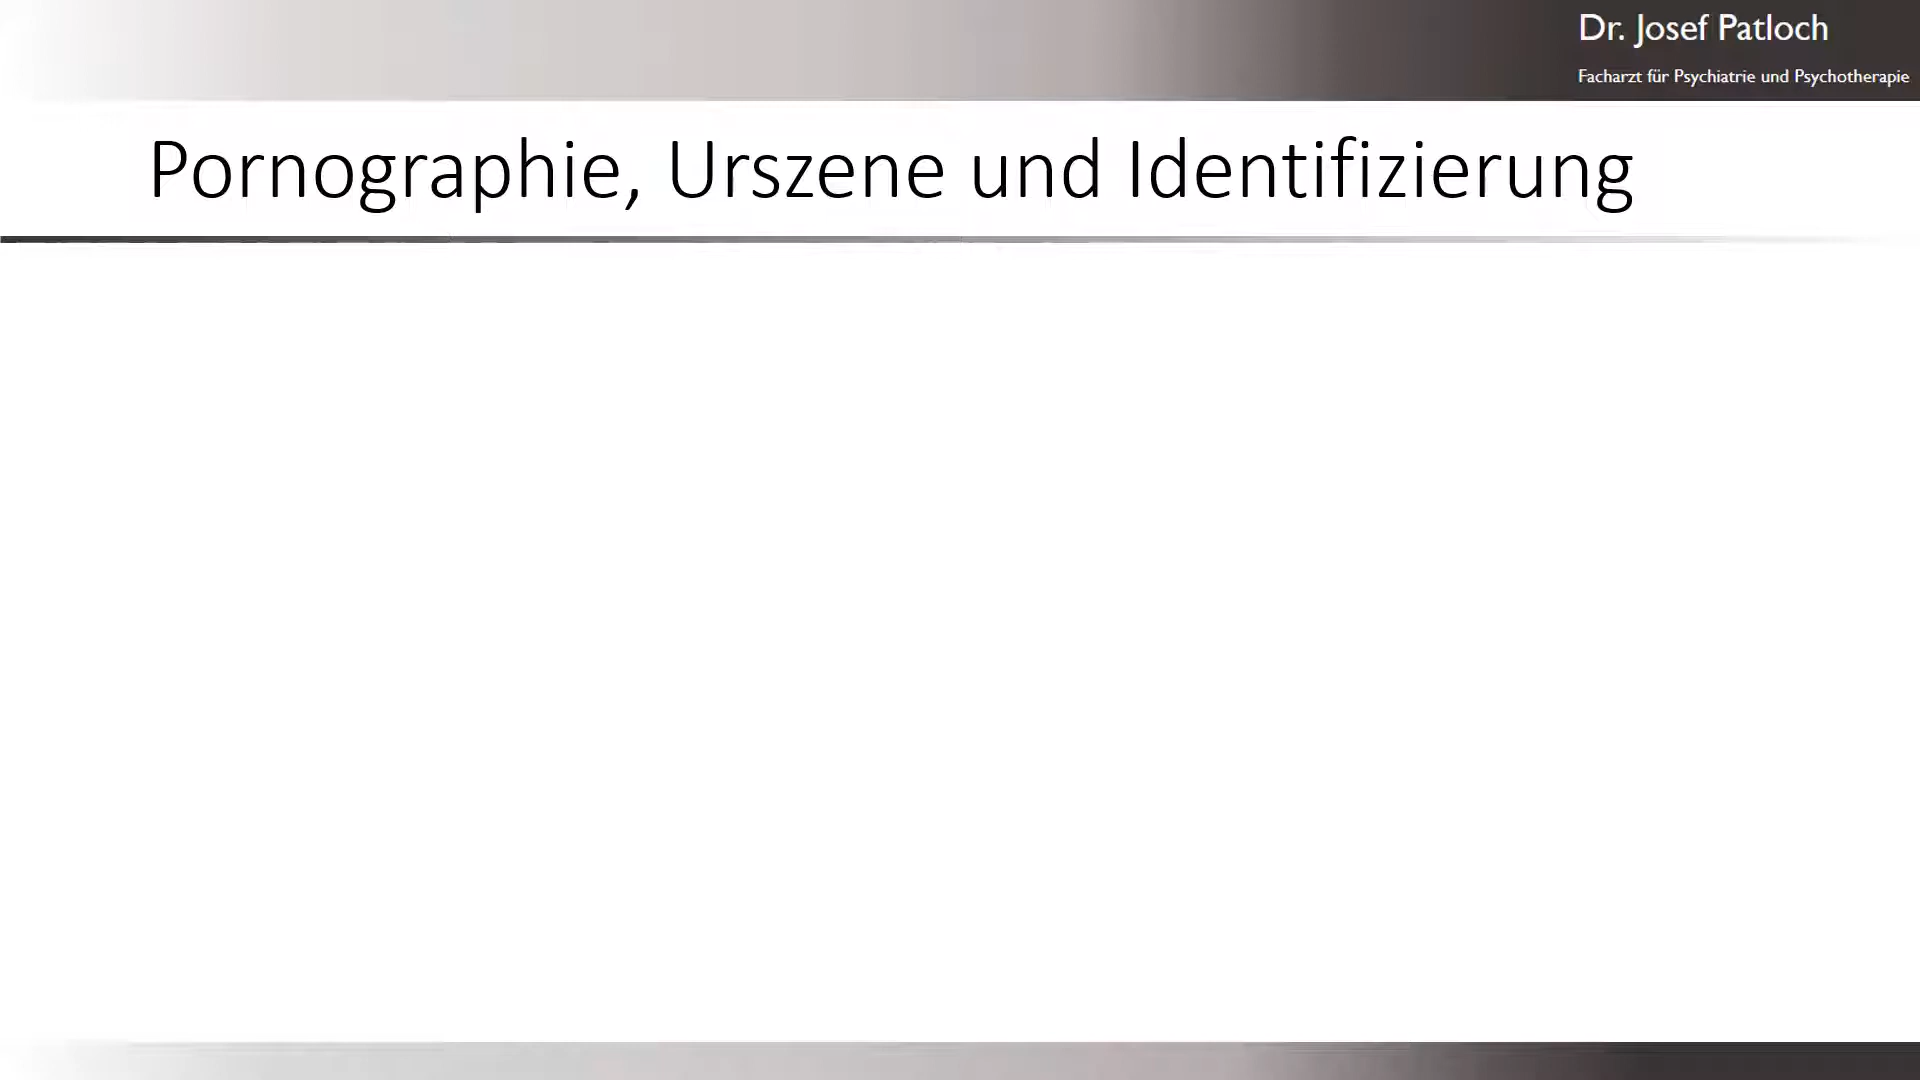 Dr. Josef Patloch
Facharzt für Psychiatrie und Psychotherapie
Pornographie, Urszene und Identifizierung